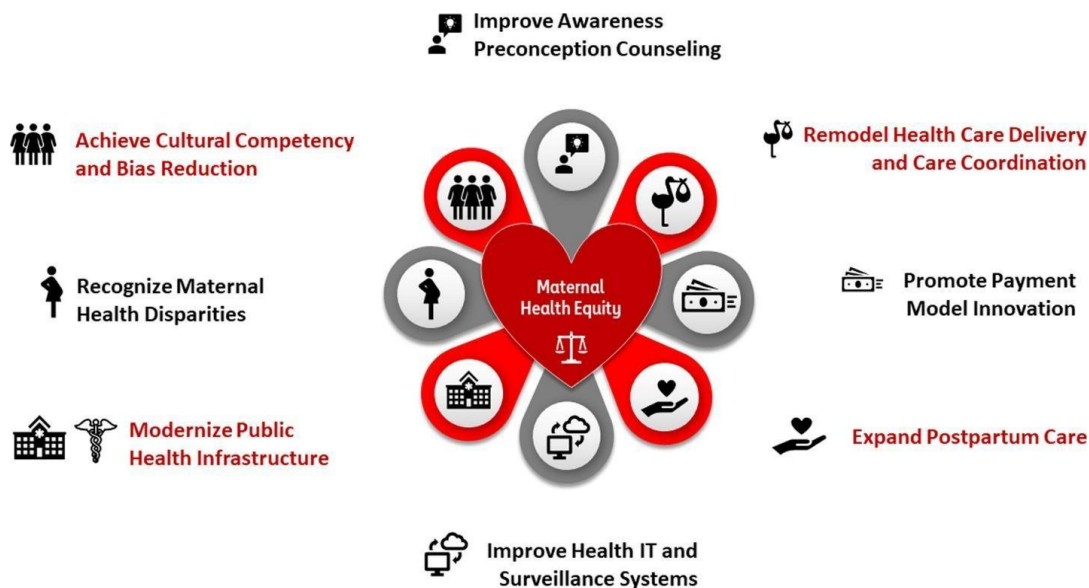 Improve Awareness
Preconception Counseling
Achieve Cultural Competency
and Bias Reduction
Remodel Health Care Delivery
and Care Coordination
Recognize Maternal
Health Disparities
Maternal
Health Equity
Promote Payment
Model Innovation
Modernize Public
Health Infrastructure
Expand Postpartum Care
Improve Health IT and
Surveillance Systems